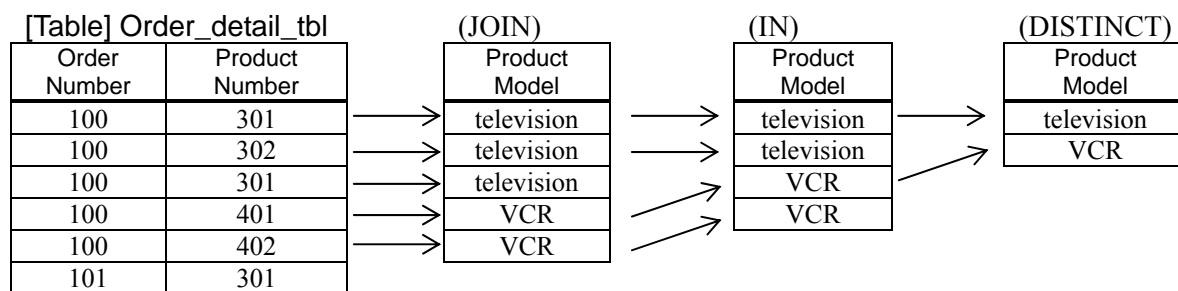 [Table] Order_detail_tbl (JOIN) (IN) (DISTINCT)
Order Number Product Number Product Model Product Model Product Model
100 301 television television television
100 302 television television VCR
100 301 television VCR
100 401 VCR VCR
100 402 VCR
101 301